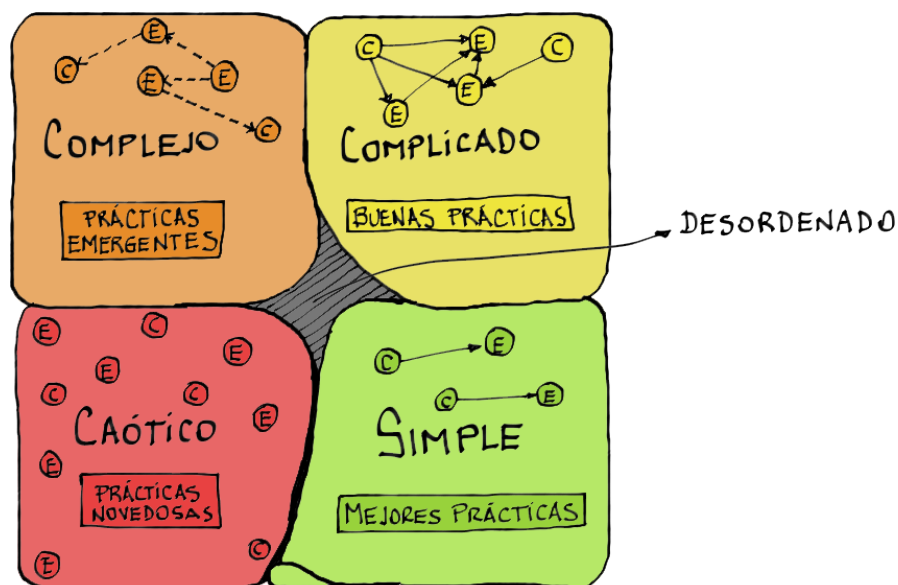 E
C
E
E
C
COMPLEJO
PRÁCTICAS
EMERGENTES
C
E
C
E
E
COMPLICADO
BUENAS PRÁCTICAS
DESORDENADO
E
C
E
E
C
C
E
CAÓTICO
E
PRÁCTICAS
NOVEDOSAS
E
C
E
C
C
E
SIMPLE
MEJORES PRÁCTICAS